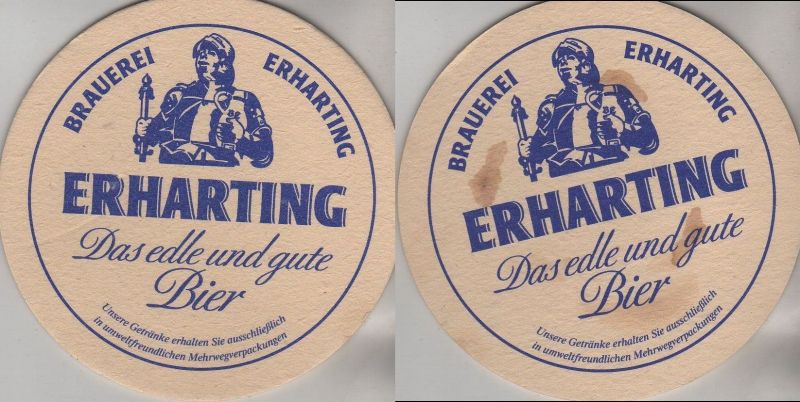 BRAUEREI ERHARTING
ERHARTING
Das edle und gute
Bier
Unsere Getränke erhalten Sie ausschließlich
in umweltfreundlichen Mehrwegverpackungen
BRAUEREI ERHARTING
ERHARTING
Das edle und gute
Bier
Unsere Getränke erhalten Sie ausschließlich
in umweltfreundlichen Mehrwegverpackungen